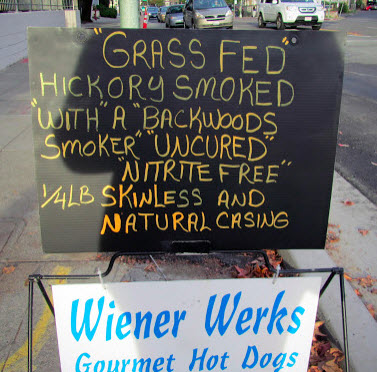 "GRASS FED"
HICKORY SMOKED
"WITH" A "BACKWOODS
SMOKER" "UNCURED"
"NITRITE FREE"
1/4LB SKINLESS AND
NATURAL CASING
Wiener Werks
Gourmet Hot Dogs